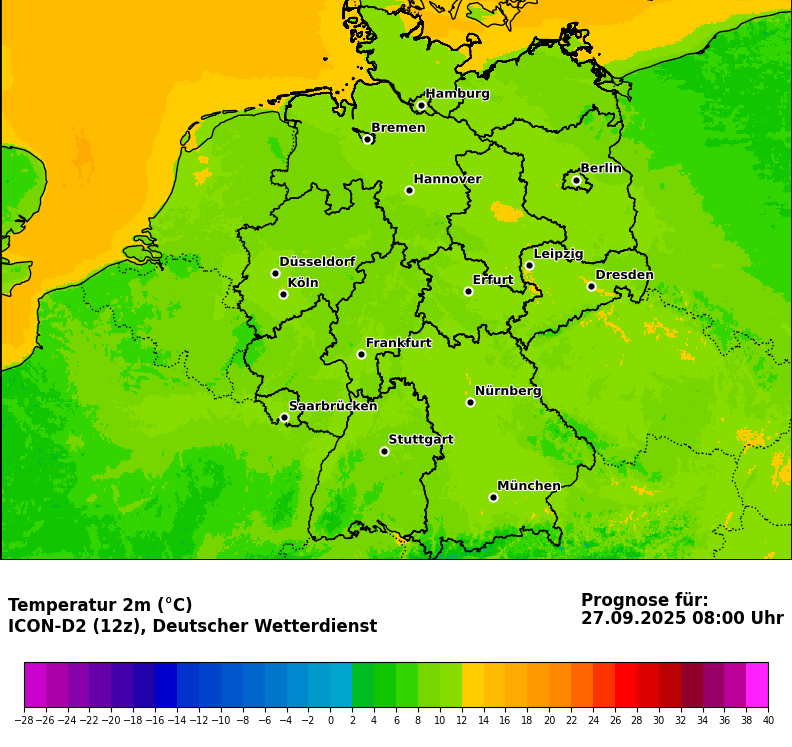 Hamburg
Bremen
Berlin
Hannover
Leipzig
Düsseldorf
Dresden
Köln
Erfurt
Frankfurt
Nürnberg
Saarbrücken
Stuttgart
München
Temperatur 2m (°C)
ICON-D2 (12z), Deutscher Wetterdienst
Prognose für:
27.09.2025 08:00 Uhr
−28 −26 −24 −22 −20 −18 −16 −14 −12 −10 −8 −6 −4 −2 0 2 4 6 8 10 12 14 16 18 20 22 24 26 28 30 32 34 36 38 40